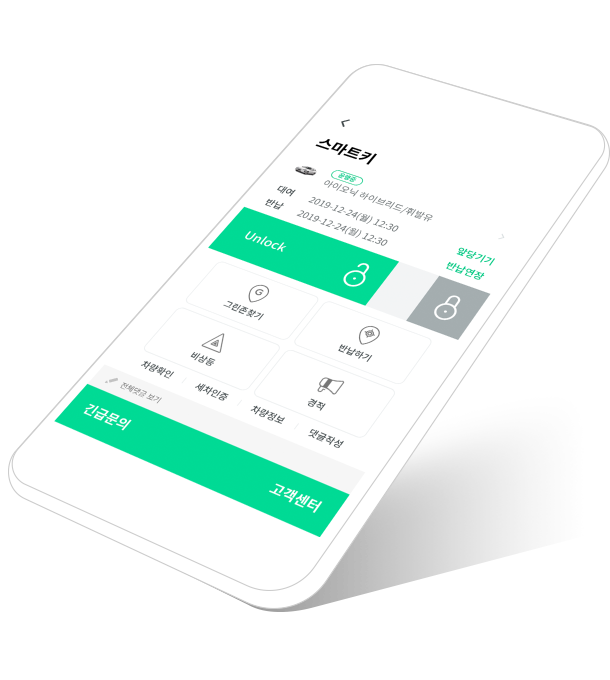 스마트키
운행중
아이오닉 하이브리드/휘발유
대여 2019-12-24(월) 12:30 앞당기기
반납 2019-12-24(월) 12:30 반납연장
Unlock
G
그린존찾기 반납하기
비상등 경적
차량확인 세차인증 차량정보 댓글작성
전체댓글 보기
긴급문의 고객센터